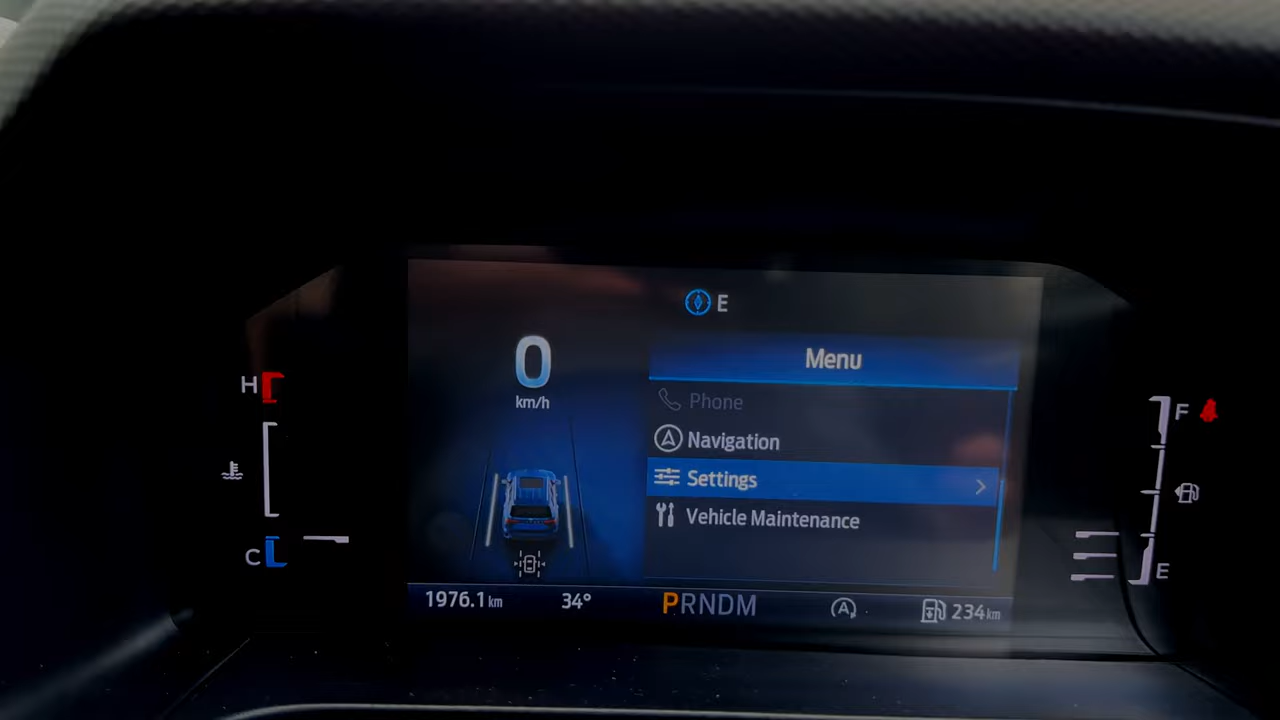 E
Menu
0
km/h
Phone
Navigation
Settings
Vehicle Maintenance
H
C
F
E
1976.1 km
34°
PRNDM
A
234 km